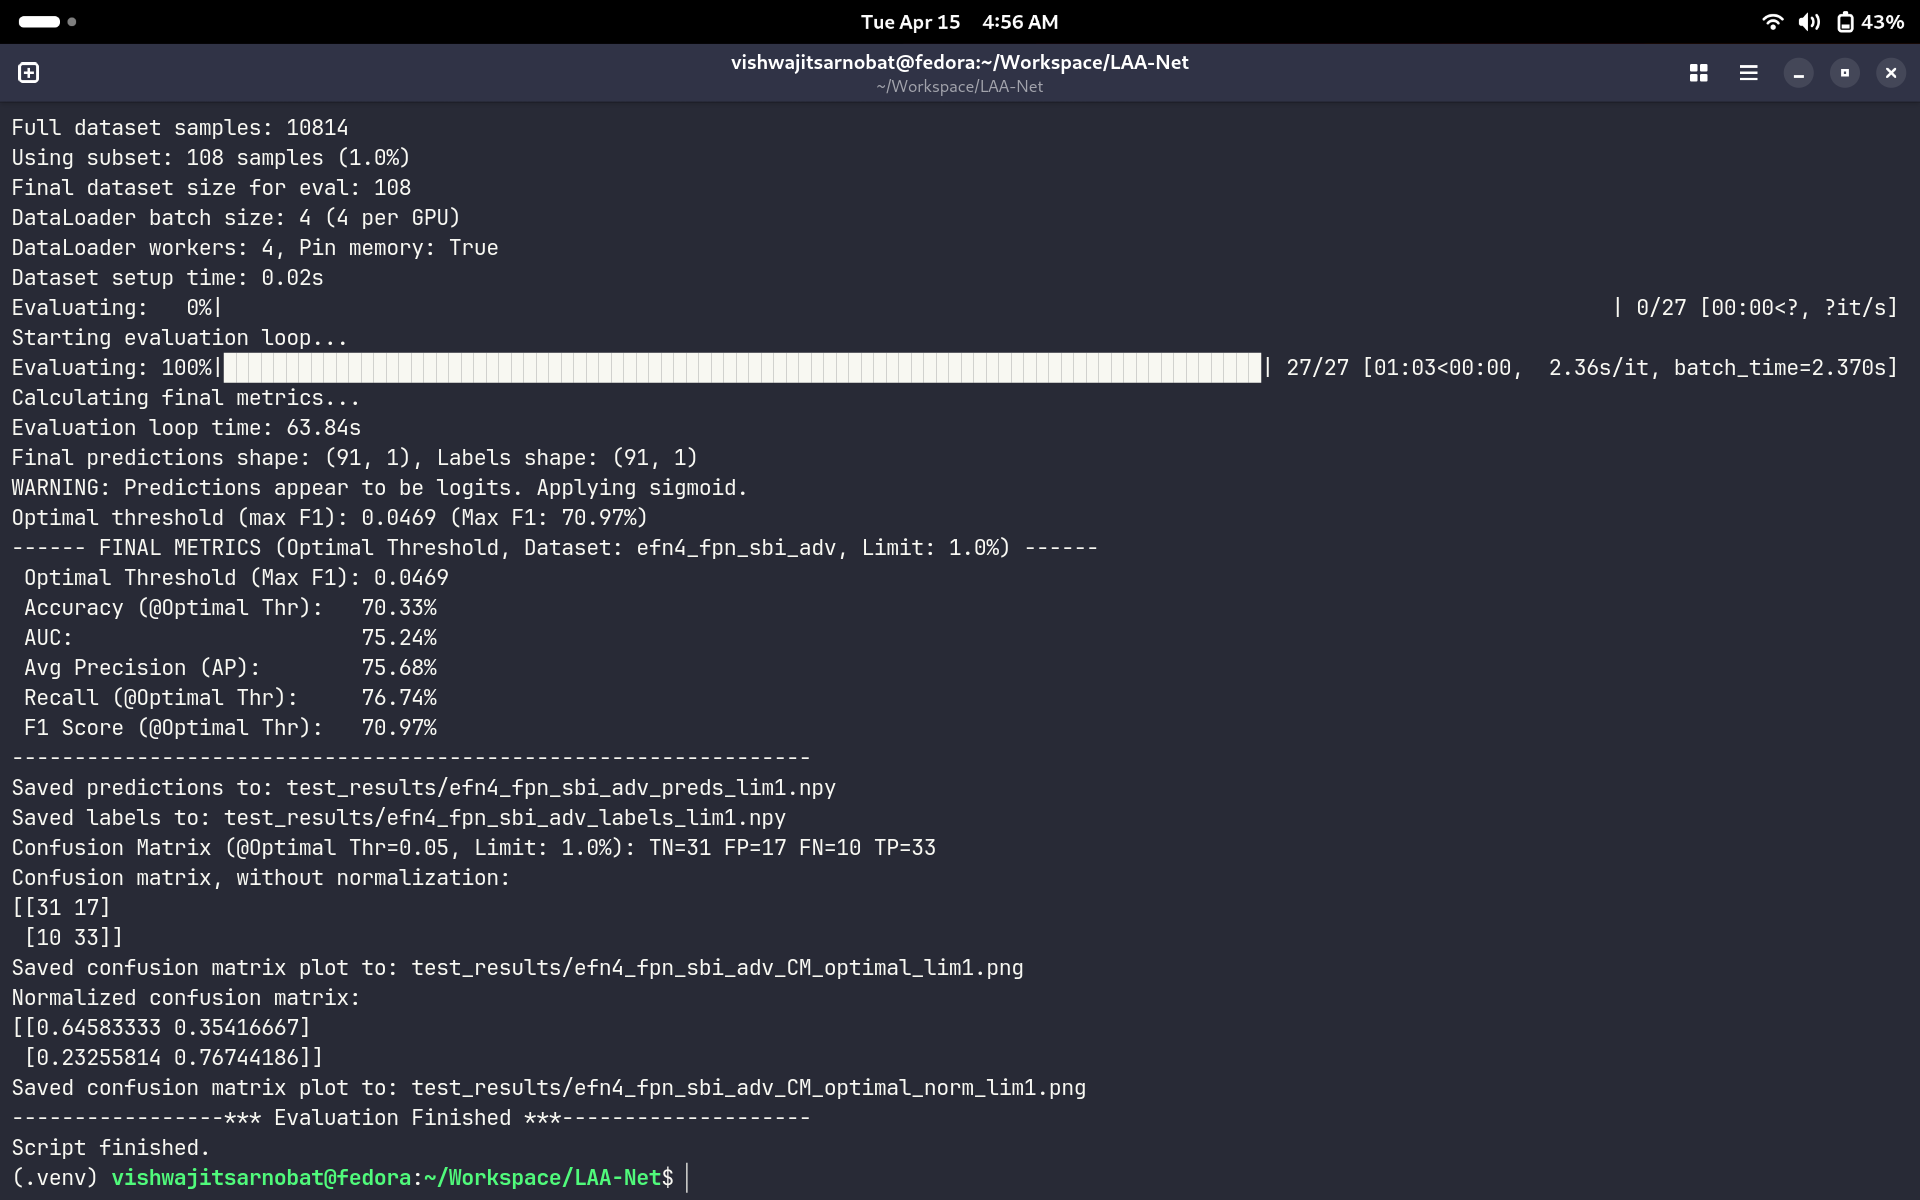 Tue Apr 15 4:56 AM 43%
vishwajitsarnobat@fedora:~/Workspace/LAA-Net
~/Workspace/LAA-Net
Full dataset samples: 10814
Using subset: 108 samples (1.0%)
Final dataset size for eval: 108
DataLoader batch size: 4 (4 per GPU)
DataLoader workers: 4, Pin memory: True
Dataset setup time: 0.02s
Evaluating:   0%| | 0/27 [00:00<?, ?it/s]
Starting evaluation loop...
Evaluating: 100%| | 27/27 [01:03<00:00,  2.36s/it, batch_time=2.370s]
Calculating final metrics...
Evaluation loop time: 63.84s
Final predictions shape: (91, 1), Labels shape: (91, 1)
WARNING: Predictions appear to be logits. Applying sigmoid.
Optimal threshold (max F1): 0.0469 (Max F1: 70.97%)
------ FINAL METRICS (Optimal Threshold, Dataset: efn4_fpn_sbi_adv, Limit: 1.0%) ------
 Optimal Threshold (Max F1): 0.0469
 Accuracy (@Optimal Thr):   70.33%
 AUC:                       75.24%
 Avg Precision (AP):        75.68%
 Recall (@Optimal Thr):     76.74%
 F1 Score (@Optimal Thr):   70.97%
----------------------------------------------------------------
Saved predictions to: test_results/efn4_fpn_sbi_adv_preds_lim1.npy
Saved labels to: test_results/efn4_fpn_sbi_adv_labels_lim1.npy
Confusion Matrix (@Optimal Thr=0.05, Limit: 1.0%): TN=31 FP=17 FN=10 TP=33
Confusion matrix, without normalization:
[[31 17]
 [10 33]]
Saved confusion matrix plot to: test_results/efn4_fpn_sbi_adv_CM_optimal_lim1.png
Normalized confusion matrix:
[[0.64583333 0.35416667]
 [0.23255814 0.76744186]]
Saved confusion matrix plot to: test_results/efn4_fpn_sbi_adv_CM_optimal_norm_lim1.png
-----------------*** Evaluation Finished ***--------------------
Script finished.
(.venv) vishwajitsarnobat@fedora:~/Workspace/LAA-Net$